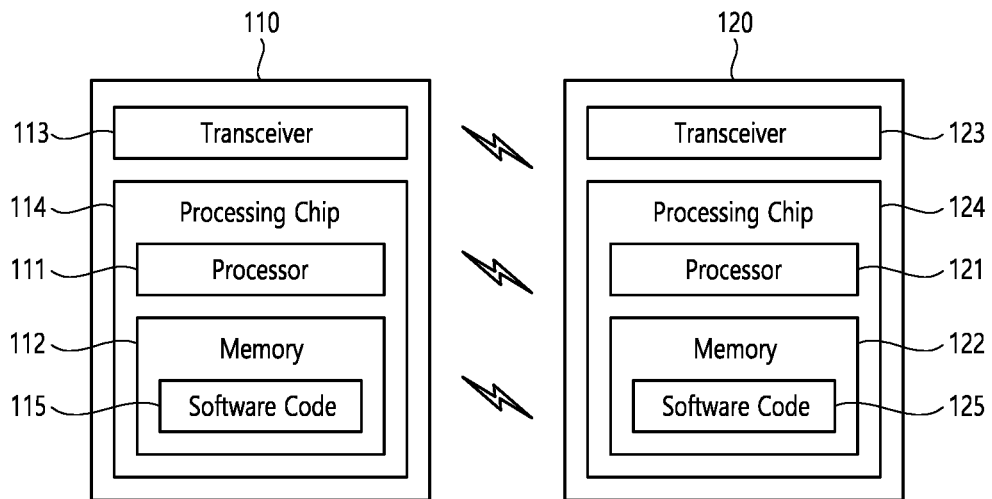 110 120
113 Transceiver Transceiver 123
114 Processing Chip Processing Chip 124
111 Processor Processor 121
112 Memory Memory 122
115 Software Code Software Code 125